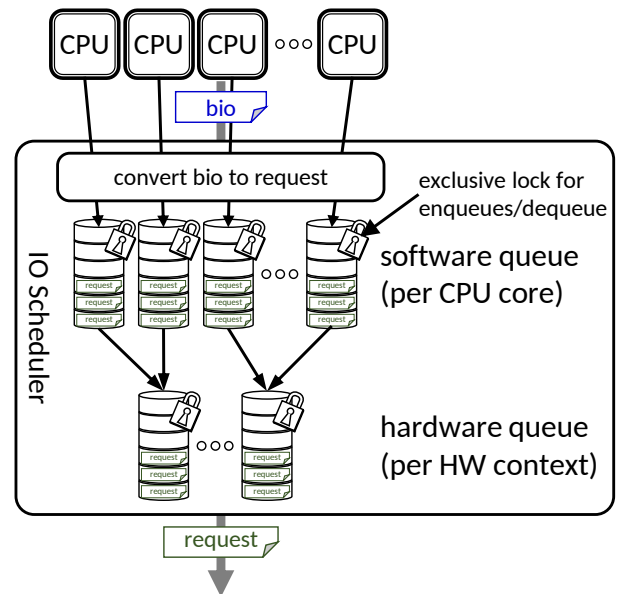 CPU CPU CPU CPU
bio
convert bio to request
exclusive lock for
enqueues/dequeue
IO Scheduler
request request request request
request request request request
request request request request
software queue
(per CPU core)
hardware queue
(per HW context)
request request
request request
request request
request